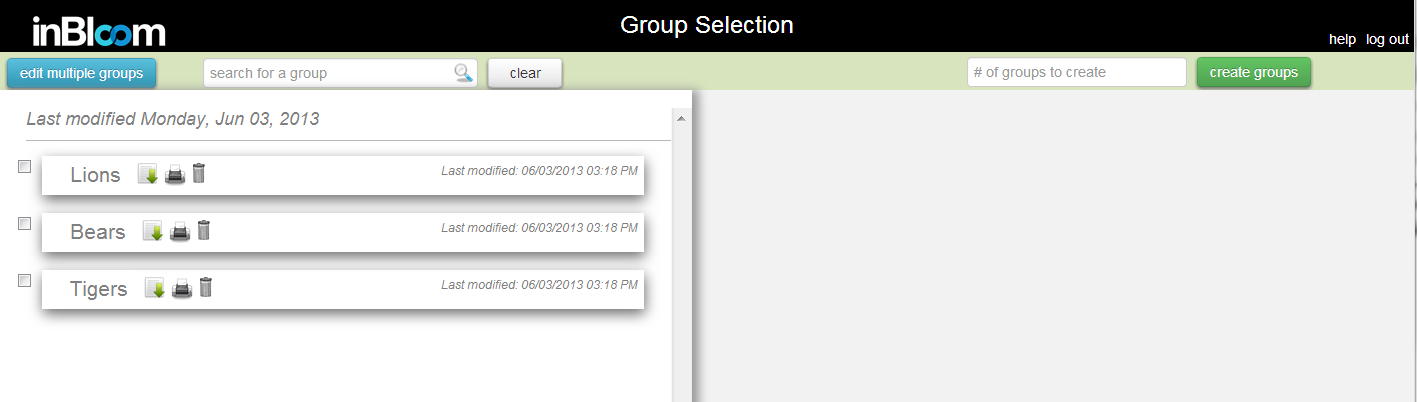 inBloom
Group Selection
help log out
edit multiple groups
search for a group
clear
# of groups to create
create groups
Last modified Monday, Jun 03, 2013
Lions
Last modified: 06/03/2013 03:18 PM
Bears
Last modified: 06/03/2013 03:18 PM
Tigers
Last modified: 06/03/2013 03:18 PM